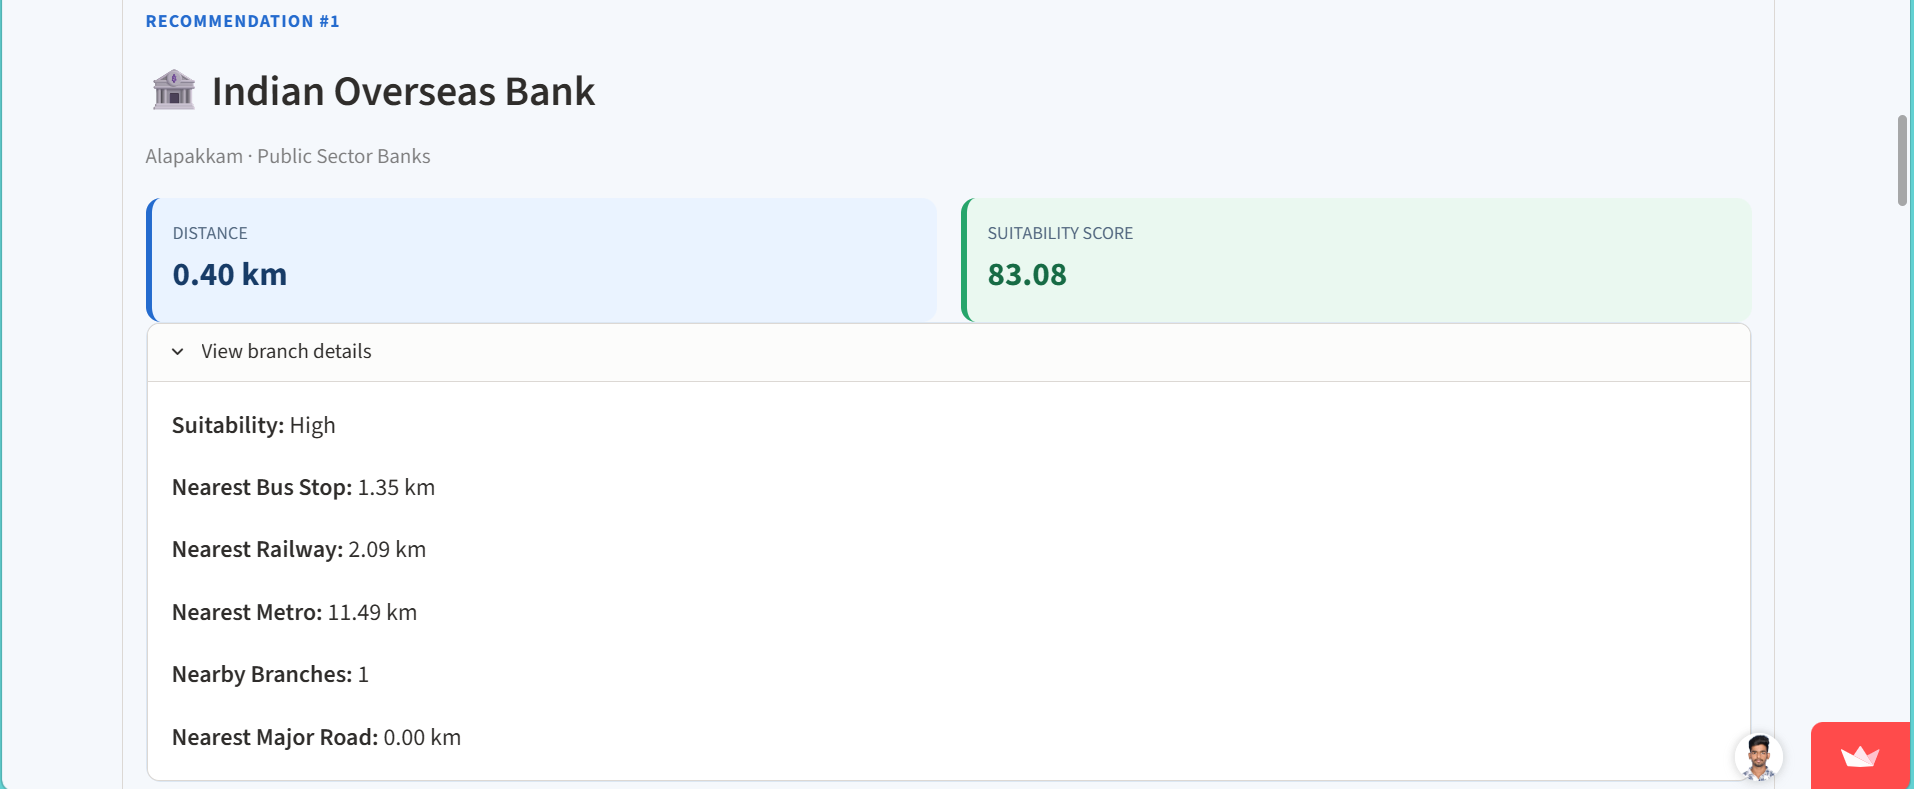 RECOMMENDATION #1
Indian Overseas Bank
Alapakkam · Public Sector Banks
DISTANCE
0.40 km
SUITABILITY SCORE
83.08
View branch details
Suitability: High
Nearest Bus Stop: 1.35 km
Nearest Railway: 2.09 km
Nearest Metro: 11.49 km
Nearby Branches: 1
Nearest Major Road: 0.00 km